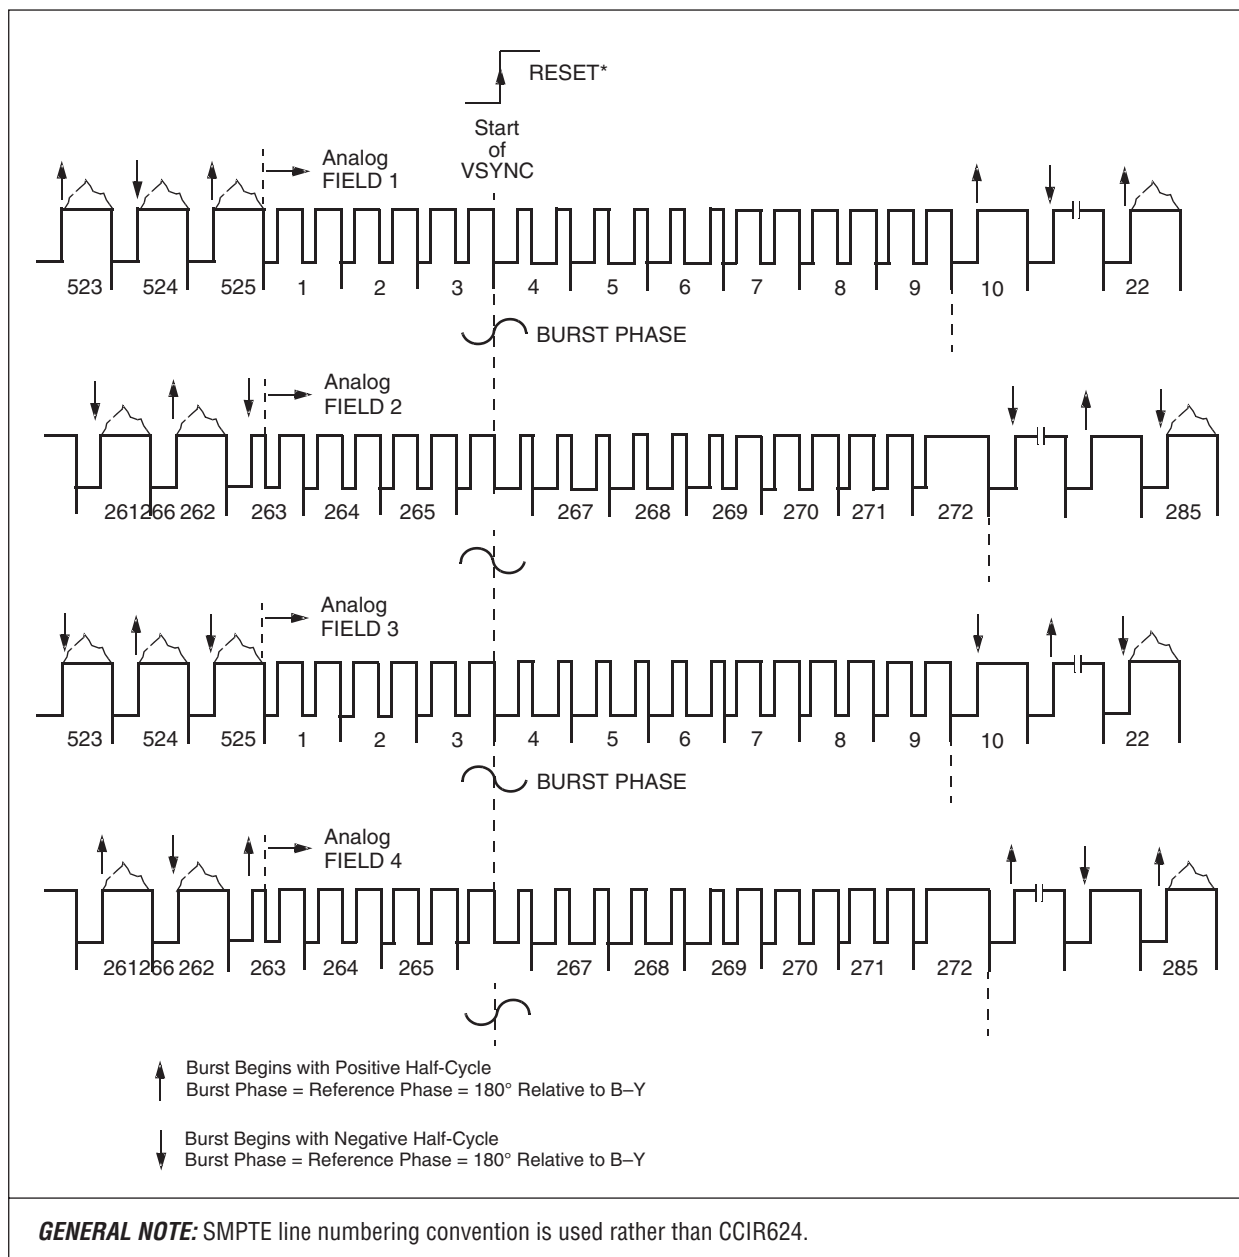 RESET*
Start
of
VSYNC
Analog
FIELD 1
523 524 525 1 2 3 4 5 6 7 8 9 10 22
BURST PHASE
Analog
FIELD 2
261266 262 263 264 265 267 268 269 270 271 272 285
Analog
FIELD 3
523 524 525 1 2 3 4 5 6 7 8 9 10 22
BURST PHASE
Analog
FIELD 4
261266 262 263 264 265 267 268 269 270 271 272 285
Burst Begins with Positive Half-Cycle
Burst Phase = Reference Phase = 180° Relative to B–Y
Burst Begins with Negative Half-Cycle
Burst Phase = Reference Phase = 180° Relative to B–Y
GENERAL NOTE: SMPTE line numbering convention is used rather than CCIR624.